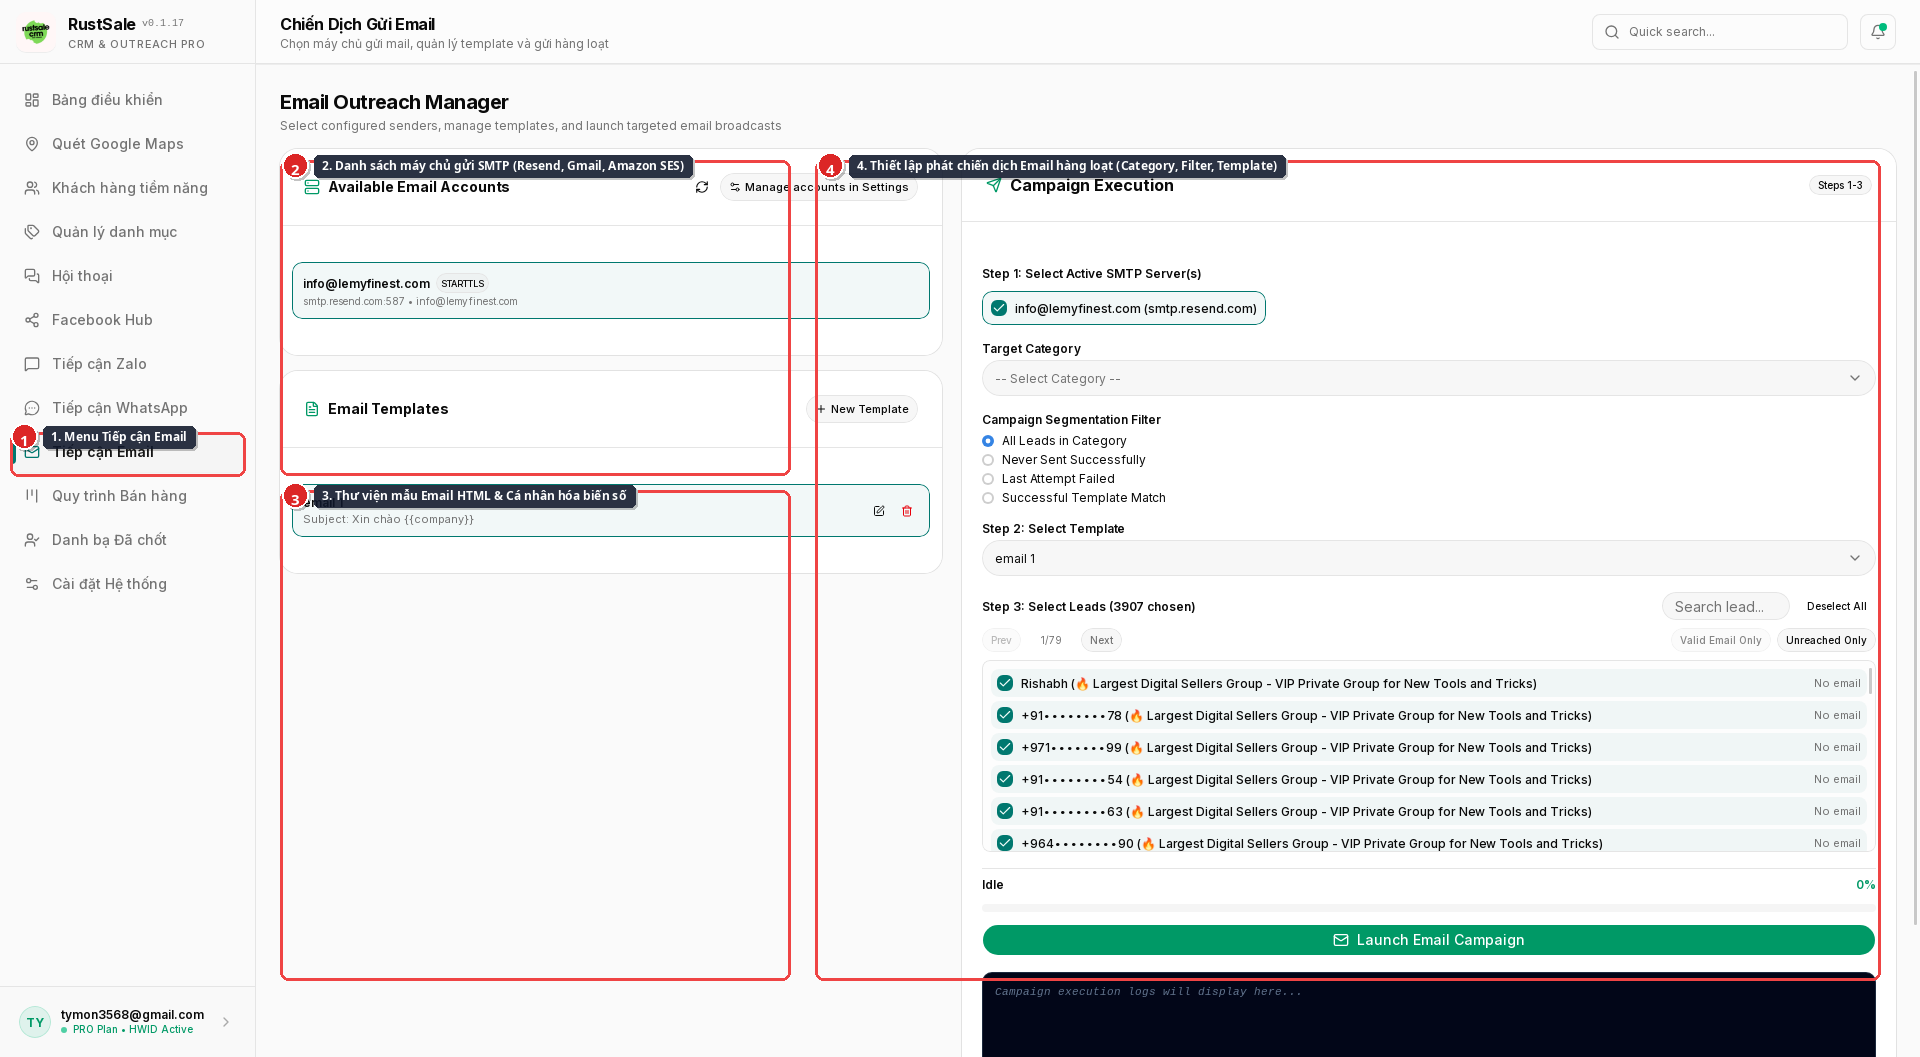 RustSale v0.1.17
CRM & OUTREACH PRO
Bảng điều khiển
Quét Google Maps
Khách hàng tiềm năng
Quản lý danh mục
Hội thoại
Facebook Hub
Tiếp cận Zalo
Tiếp cận WhatsApp
1
1. Menu Tiếp cận Email
Tiếp cận Email
Quy trình Bán hàng
Danh bạ Đã chốt
Cài đặt Hệ thống
TY
tymon3568@gmail.com
PRO Plan • HWID Active
Chiến Dịch Gửi Email
Chọn máy chủ gửi mail, quản lý template và gửi hàng loạt
Quick search...
Email Outreach Manager
Select configured senders, manage templates, and launch targeted email broadcasts
2
2. Danh sách máy chủ gửi SMTP (Resend, Gmail, Amazon SES)
Available Email Accounts
Manage accounts in Settings
info@lemyfinest.com STARTTLS
smtp.resend.com:587 • info@lemyfinest.com
Email Templates
New Template
3
3. Thư viện mẫu Email HTML & Cá nhân hóa biến số
Subject: Xin chào {{company}}
4
4. Thiết lập phát chiến dịch Email hàng loạt (Category, Filter, Template)
Campaign Execution
Steps 1-3
Step 1: Select Active SMTP Server(s)
info@lemyfinest.com (smtp.resend.com)
Target Category
-- Select Category --
Campaign Segmentation Filter
All Leads in Category
Never Sent Successfully
Last Attempt Failed
Successful Template Match
Step 2: Select Template
email 1
Step 3: Select Leads (3907 chosen)
Search lead...
Deselect All
Prev 1/79 Next
Valid Email Only
Unreached Only
Rishabh (🔥 Largest Digital Sellers Group - VIP Private Group for New Tools and Tricks) No email
+91••••••••78 (🔥 Largest Digital Sellers Group - VIP Private Group for New Tools and Tricks) No email
+971•••••••99 (🔥 Largest Digital Sellers Group - VIP Private Group for New Tools and Tricks) No email
+91••••••••54 (🔥 Largest Digital Sellers Group - VIP Private Group for New Tools and Tricks) No email
+91••••••••63 (🔥 Largest Digital Sellers Group - VIP Private Group for New Tools and Tricks) No email
+964••••••••90 (🔥 Largest Digital Sellers Group - VIP Private Group for New Tools and Tricks) No email
Idle 0%
Launch Email Campaign
Campaign execution logs will display here...